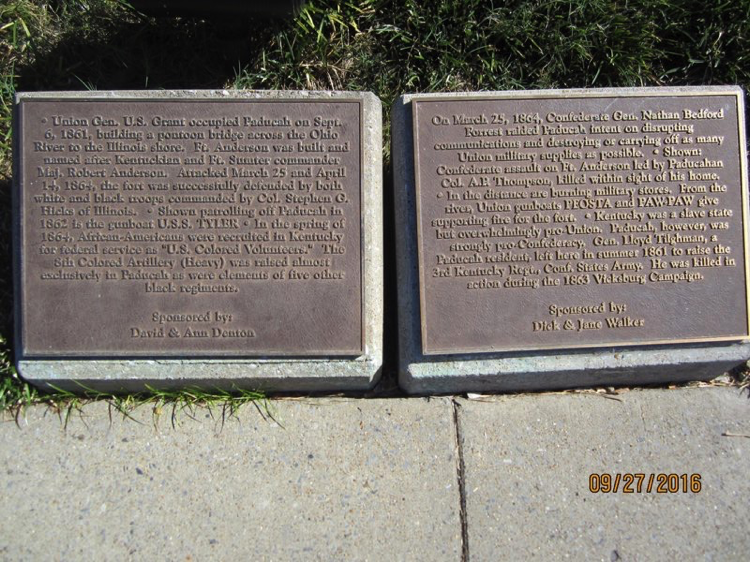 • Union Gen. U.S. Grant occupied Paducah on Sept.
6, 1861, building a pontoon bridge across the Ohio
River to the Illinois shore. Ft. Anderson was built and
named after Kentuckian and Ft. Sumter commander
Maj. Robert Anderson. Attacked March 25 and April
14, 1864, the fort was successfully defended by both
white and black troops commanded by Col. Stephen G.
Hicks of Illinois. • Shown patrolling off Paducah in
1862 is the gunboat U.S.S. TYLER • In the spring of
1864, African-Americans were recruited in Kentucky
for federal service as "U.S. Colored Volunteers." The
8th Colored Artillery (Heavy) was raised almost
exclusively in Paducah as were elements of five other
black regiments.
Sponsored by:
David & Ann Denton
On March 25, 1864, Confederate Gen. Nathan Bedford
Forrest raided Paducah intent on disrupting
communications and destroying or carrying off as many
Union military supplies as possible. • Shown:
Confederate assault on Ft. Anderson led by Paducahan
Col. A.P. Thompson, killed within sight of his home.
• In the distance are burning military stores. From the
rives, Union gunboats PEOSTA and PAW-PAW give
supporting fire for the fort. • Kentucky was a slave state
but overwhelmingly pro-Union. Paducah, however, was
strongly pro-Confederacy. Gen. Lloyd Tilghman, a
Paducah resident, left here in summer 1861 to raise the
3rd Kentucky Regt., Conf. States Army. He was killed in
action during the 1863 Vicksburg Campaign.
Sponsored by:
Dick & Jane Walker
09/27/2016